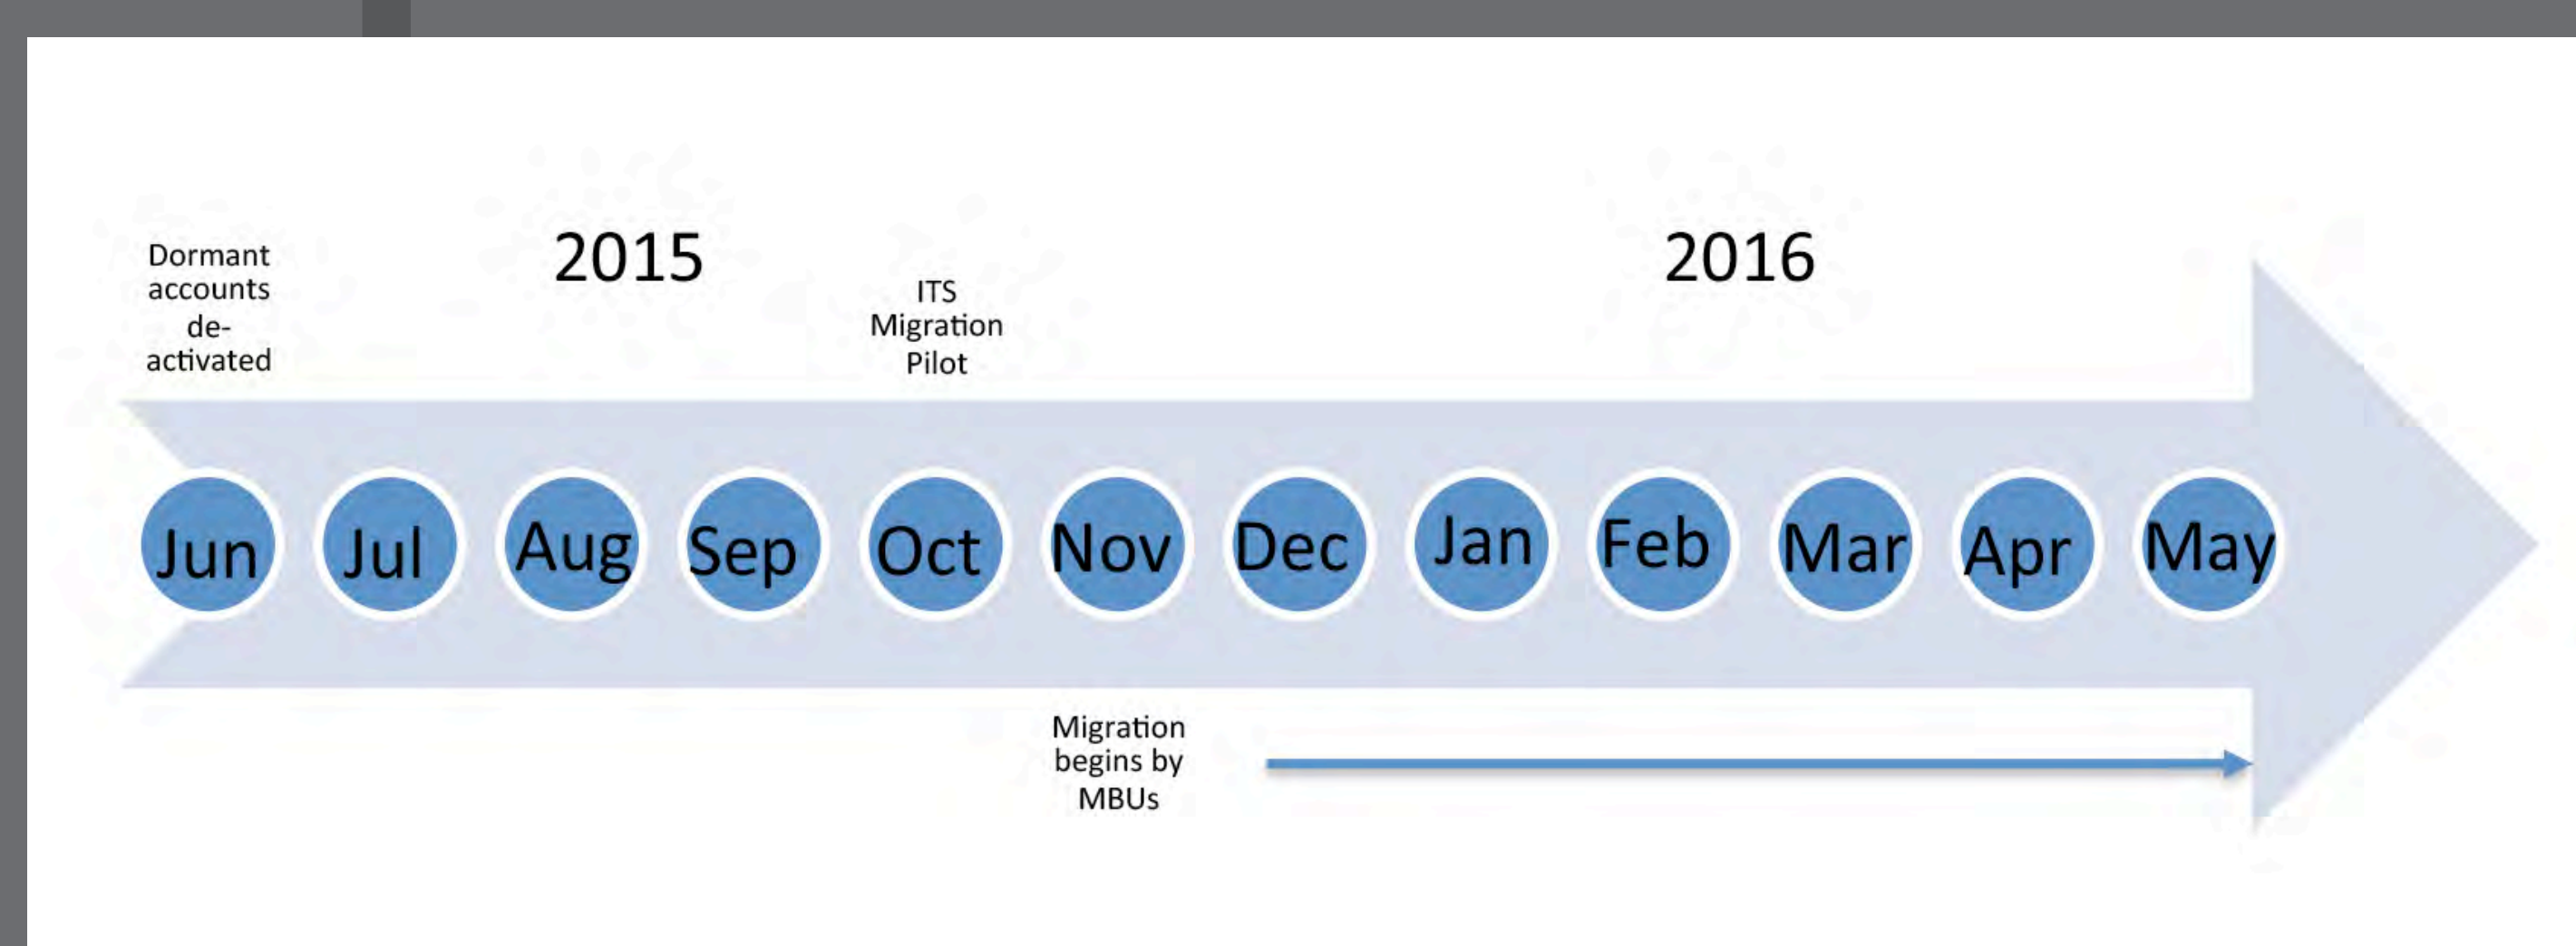 Dormant
accounts
de-
activated
2015
ITS
Migration
Pilot
2016
Jun Jul Aug Sep Oct Nov Dec Jan Feb Mar Apr May
Migration
begins by
MBUs